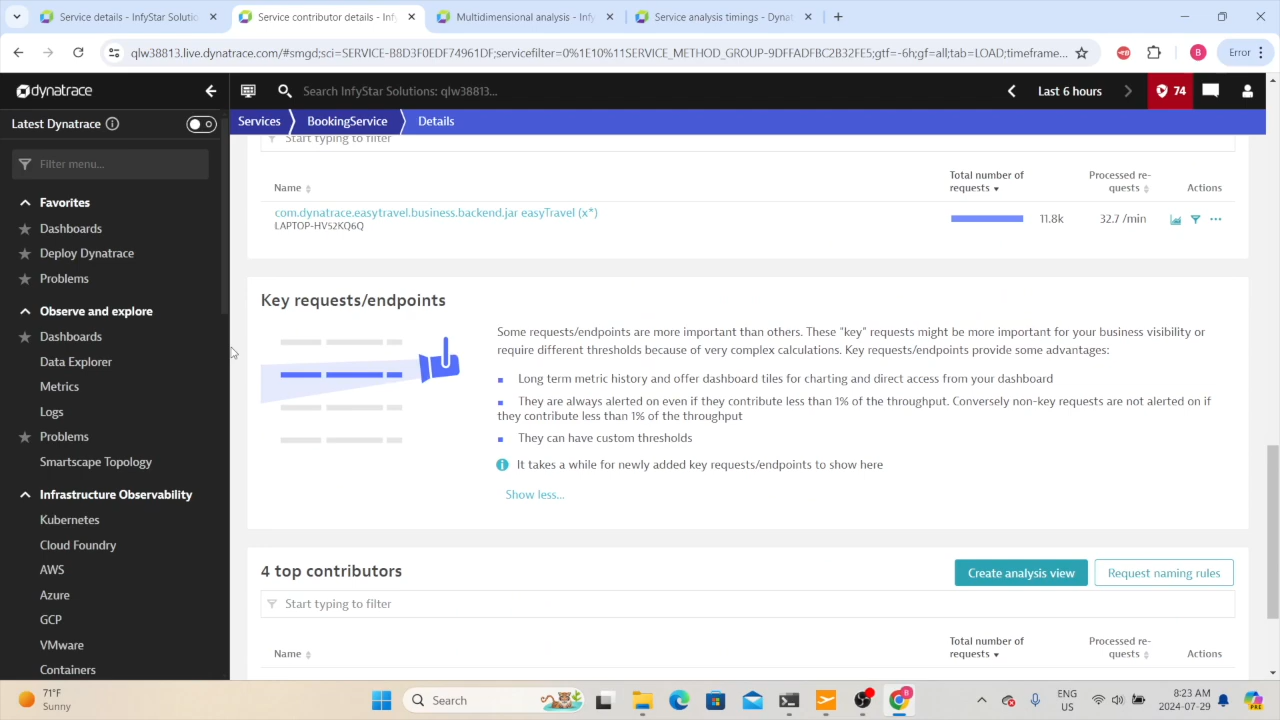 Service details - InfyStar Solutio
Service contributor details - Infy
Multidimensional analysis - Infy
Service analysis timings - Dyna
qlw38813.live.dynatrace.com/#smgd;sci=SERVICE-B8D3F0EDF74961DF;servicefilter=0%1E10%11SERVICE_METHOD_GROUP-9DFFADFBC2B32FE5;gtf=-6h;gf=all;tab=LOAD;timeframe...
B
Error
dynatrace
Search InfyStar Solutions: qlw38813...
Last 6 hours
74
Latest Dynatrace
Services
BookingService
Details
Filter menu...
Favorites
Dashboards
Deploy Dynatrace
Problems
Observe and explore
Dashboards
Data Explorer
Metrics
Logs
Problems
Smartscape Topology
Infrastructure Observability
Kubernetes
Cloud Foundry
AWS
Azure
GCP
VMware
Containers
Start typing to filter
Name
Total number of
requests
Processed re-
quests
Actions
com.dynatrace.easytravel.business.backend.jar easyTravel (x*)
LAPTOP-HV52KQ6Q
11.8k
32.7 /min
Key requests/endpoints
Some requests/endpoints are more important than others. These "key" requests might be more important for your business visibility or
require different thresholds because of very complex calculations. Key requests/endpoints provide some advantages:
Long term metric history and offer dashboard tiles for charting and direct access from your dashboard
They are always alerted on even if they contribute less than 1% of the throughput. Conversely non-key requests are not alerted on if
they contribute less than 1% of the throughput
They can have custom thresholds
It takes a while for newly added key requests/endpoints to show here
Show less...
4 top contributors
Create analysis view
Request naming rules
Start typing to filter
Name
Total number of
requests
Processed re-
quests
Actions
71°F
Sunny
Search
B
ENG
US
8:23 AM
2024-07-29
PRE